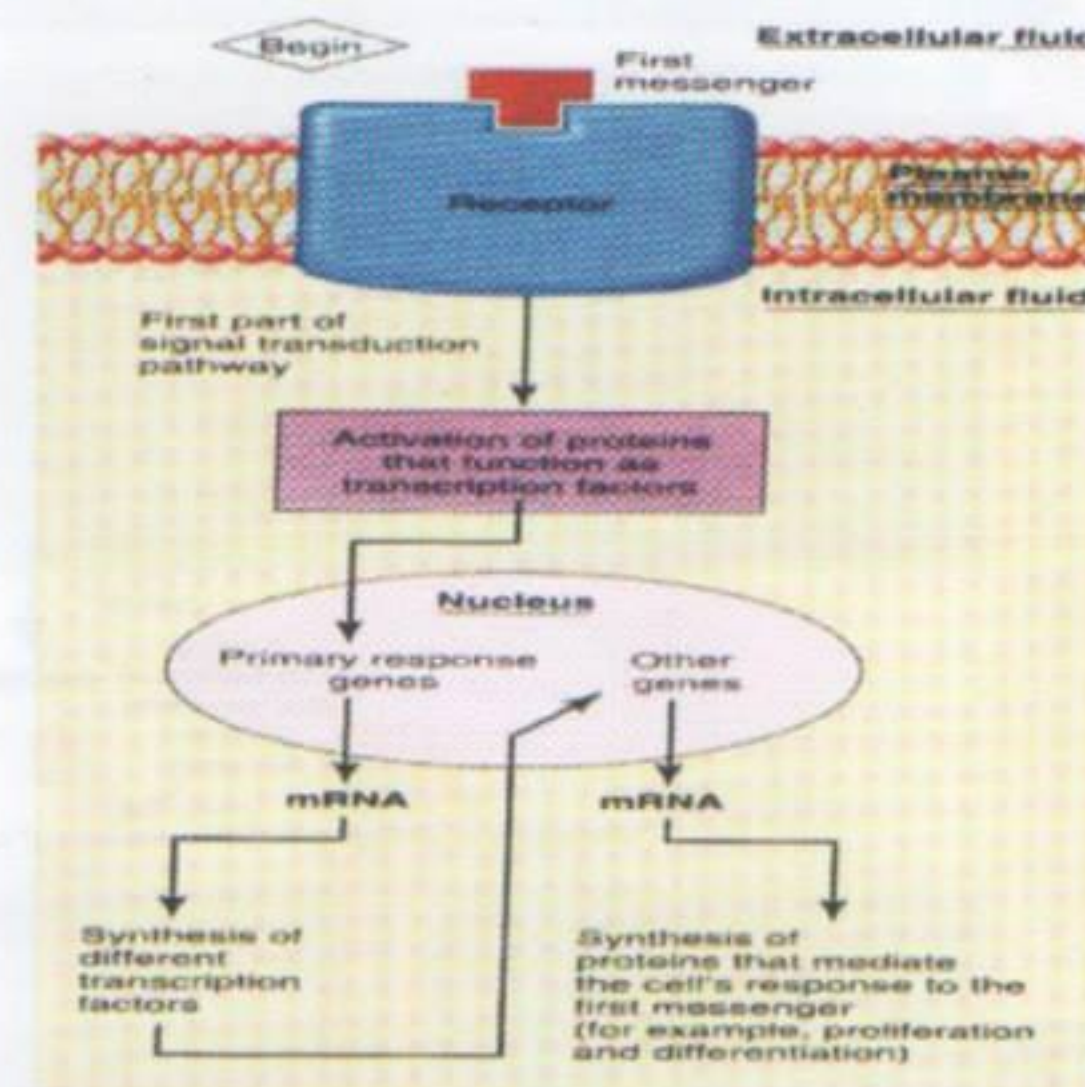 Begin
Extracellular fluid
First
messenger
Receptor
Plasma
membrane
Intracellular fluid
First part of
signal transduction
pathway
Activation of proteins
that function as
transcription factors
Nucleus
Primary response
genes
Other
genes
mRNA
mRNA
Synthesis of
different
transcription
factors
Synthesis of
proteins that mediate
the cell's response to the
first messenger
(for example, proliferation
and differentiation)